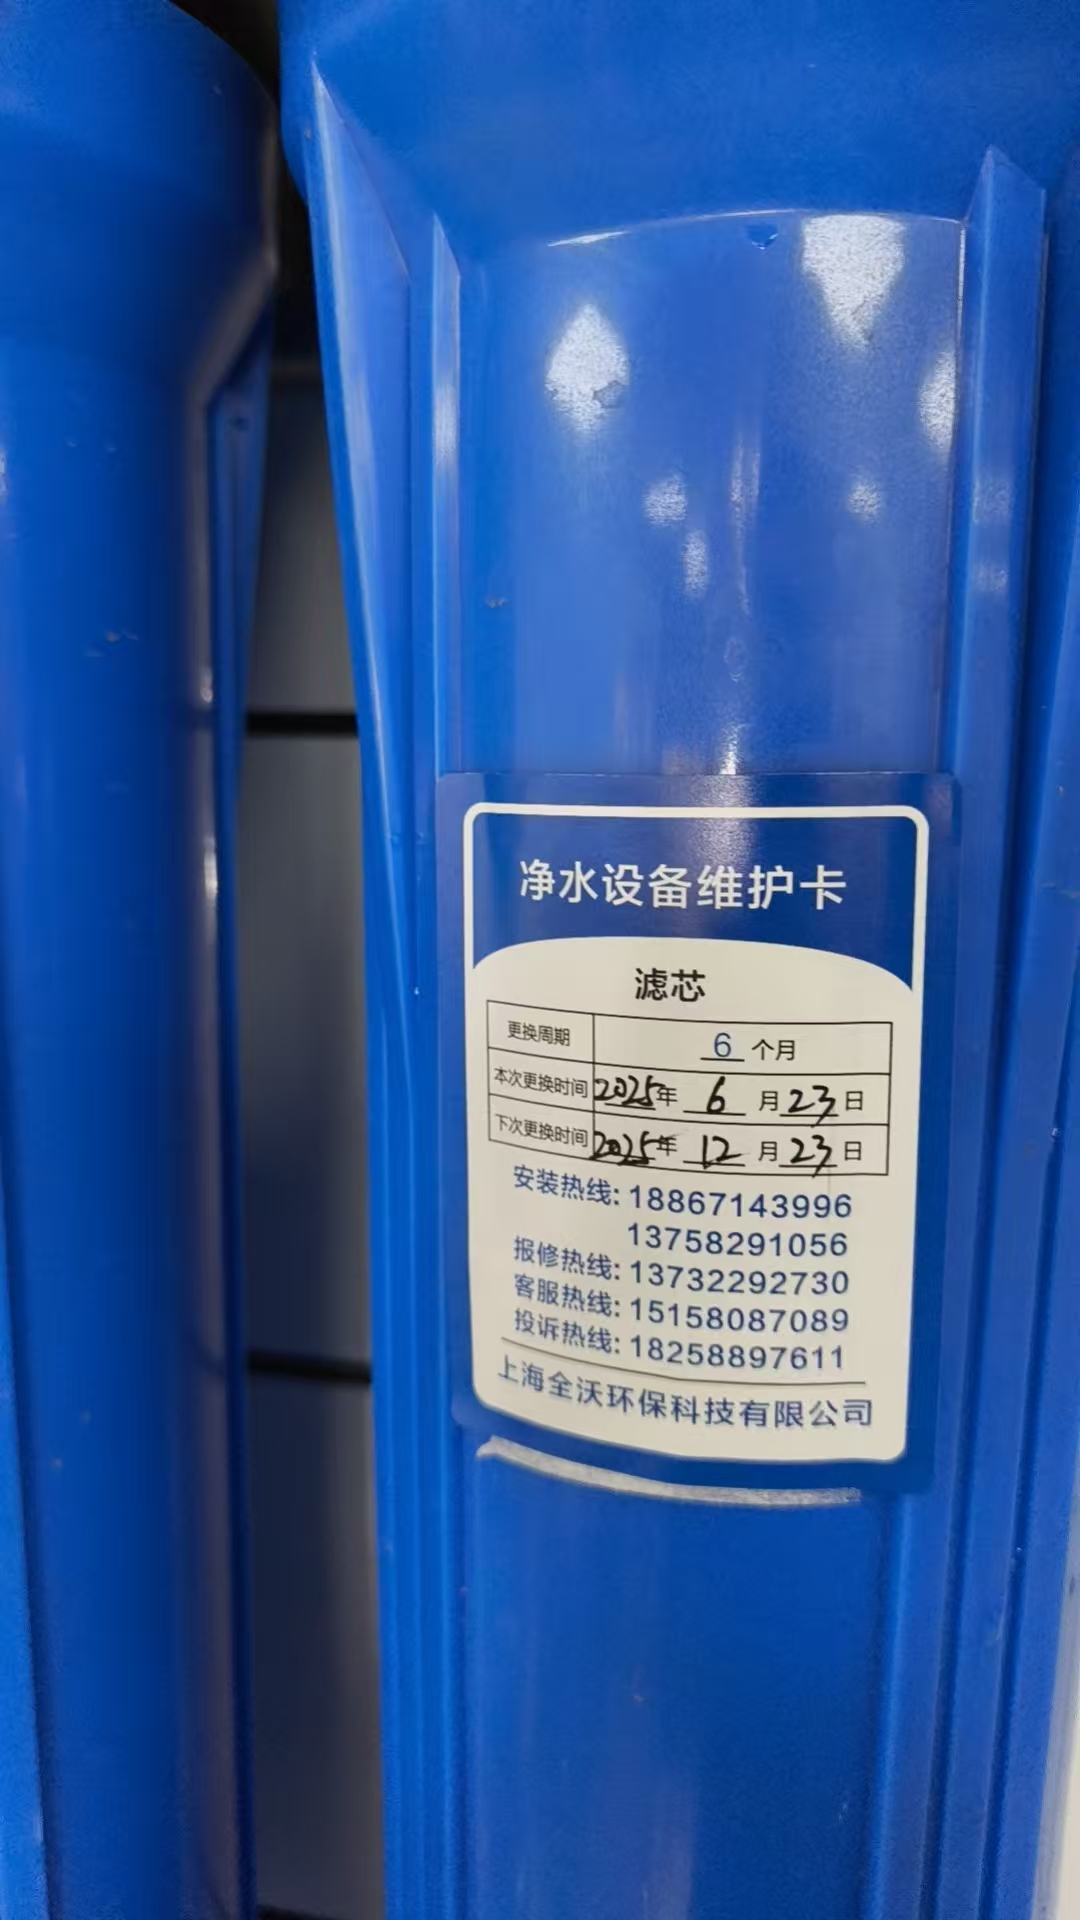 净水设备维护卡
滤芯
更换周期 6 个月
本次更换时间 2025年 6 月 23 日
下次更换时间 2025年 12 月 23 日
安装热线: 18867143996
13758291056
报修热线: 13732292730
客服热线: 15158087089
投诉热线: 18258897611
上海全沃环保科技有限公司